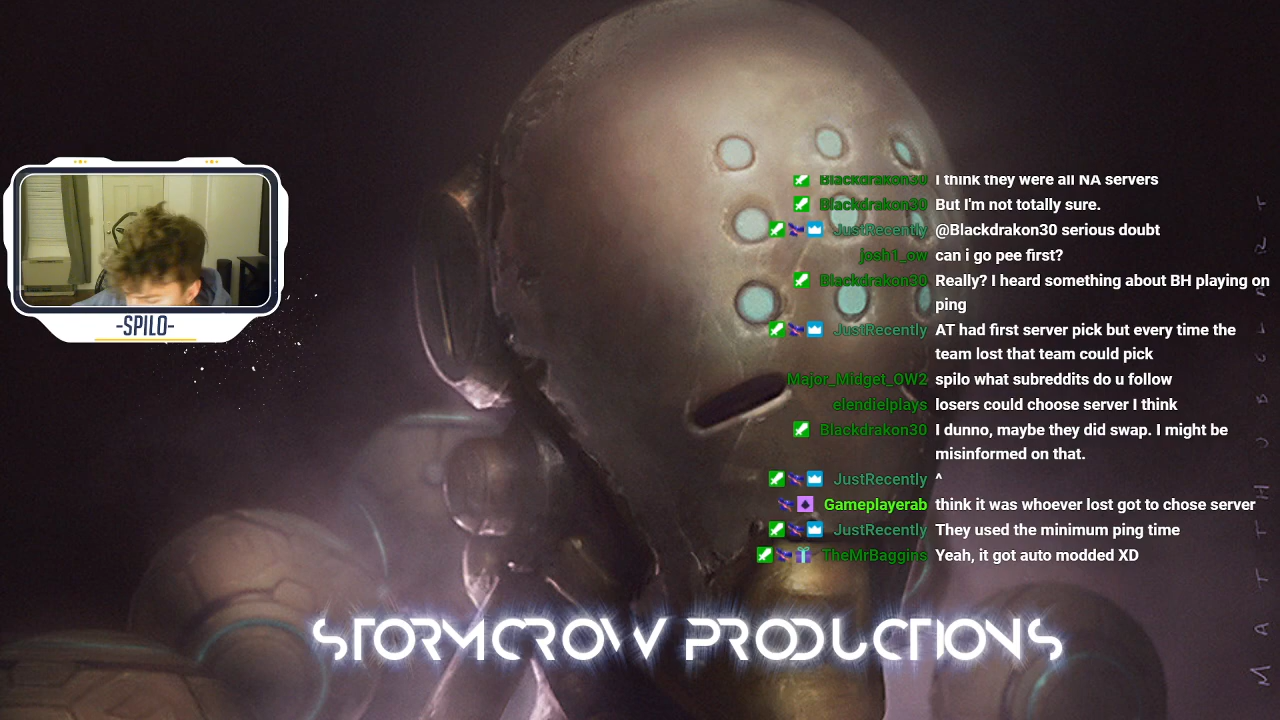 Blackdrakon30 I think they were all NA servers
Blackdrakon30 But I'm not totally sure.
JustRecently @Blackdrakon30 serious doubt
josh1_ow can i go pee first?
Blackdrakon30 Really? I heard something about BH playing on
ping
JustRecently AT had first server pick but every time the
team lost that team could pick
Major_Midget_OW2 spilo what subreddits do u follow
elendielplays losers could choose server I think
Blackdrakon30 I dunno, maybe they did swap. I might be
misinformed on that.
JustRecently ^
Gameplayerab think it was whoever lost got to chose server
JustRecently They used the minimum ping time
TheMrBaggins Yeah, it got auto modded XD
-SPILO-
STORMCROW PRODUCTIONS